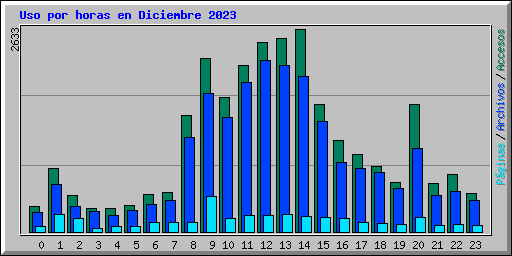 Uso por horas en Diciembre 2023
2633
Páginas / Archivos / Accesos
0 1 2 3 4 5 6 7 8 9 10 11 12 13 14 15 16 17 18 19 20 21 22 23